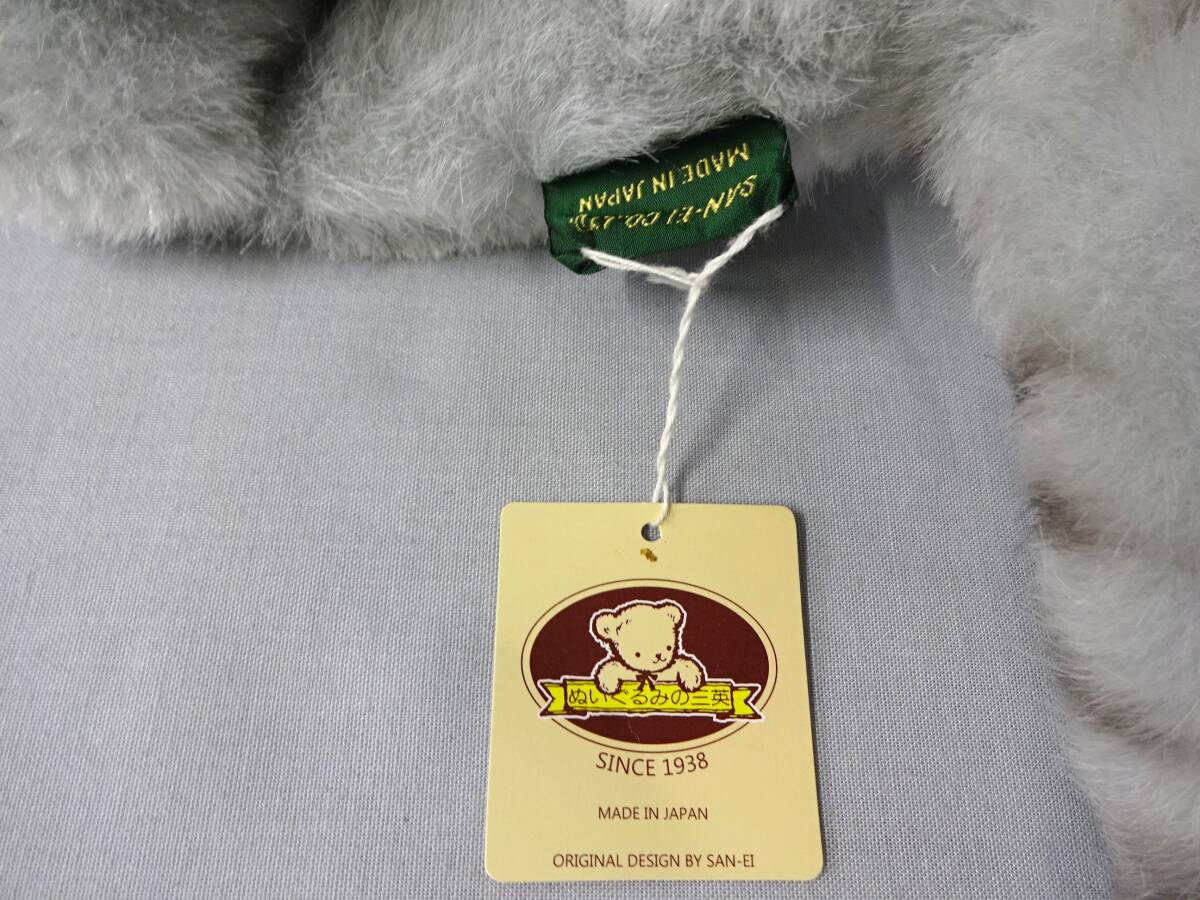 SAN-EI CO.,LTD.
MADE IN JAPAN
ぬいぐるみの三英
SINCE 1938
MADE IN JAPAN
ORIGINAL DESIGN BY SAN-EI